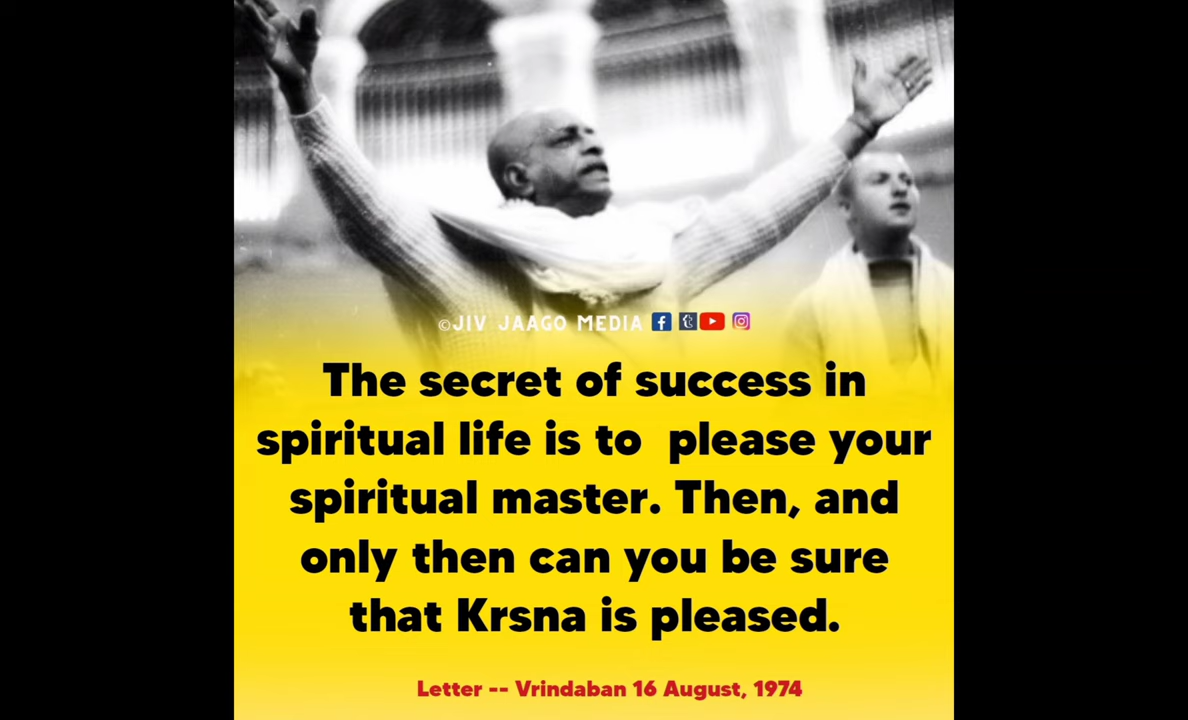 ©JIV JAAGO MEDIA
The secret of success in
spiritual life is to  please your
spiritual master. Then, and
only then can you be sure
that Krsna is pleased.
Letter -- Vrindaban 16 August, 1974